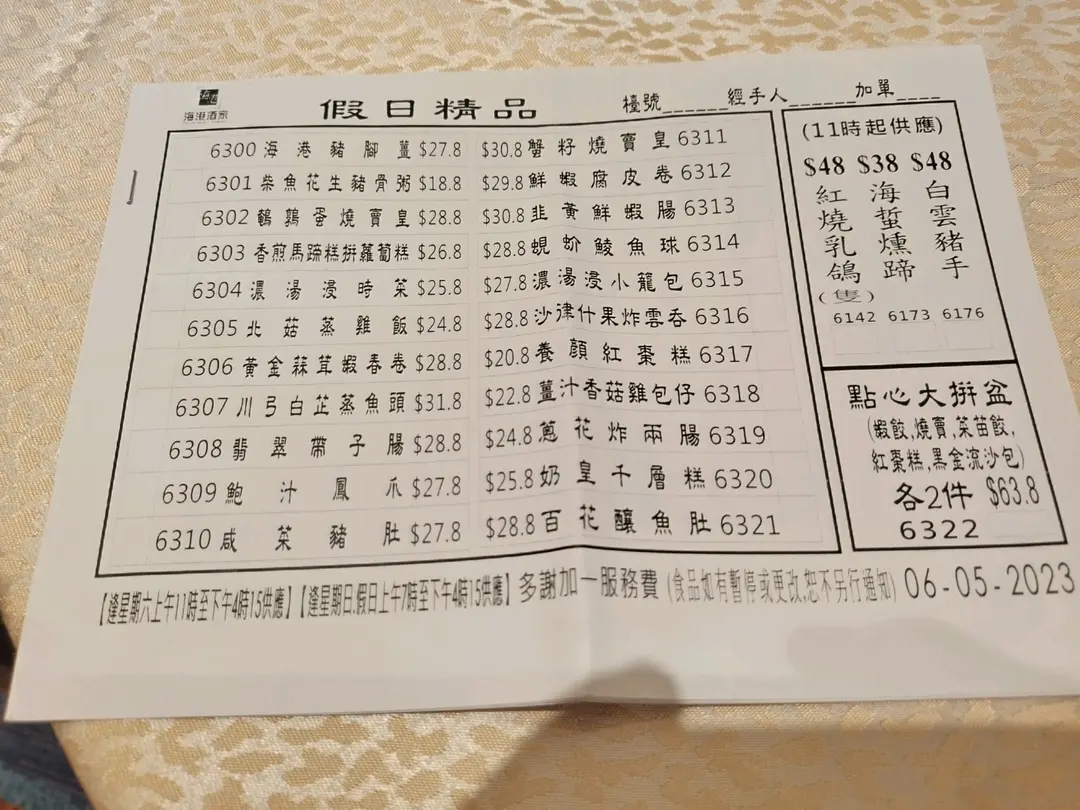 海港酒家
假日精品
檯號______經手人______加單____
6300 海港豬腳薑 $27.8
6301 柴魚花生豬骨粥 $18.8
6302 鵪鶉蛋燒賣皇 $28.8
6303 香煎馬蹄糕拼蘿蔔糕 $26.8
6304 濃湯浸時菜 $25.8
6305 北菇蒸雞飯 $24.8
6306 黃金蒜茸蝦春卷 $28.8
6307 川弓白芷蒸魚頭 $31.8
6308 翡翠帶子腸 $28.8
6309 鮑汁鳳爪 $27.8
6310 咸菜豬肚 $27.8
$30.8 蟹籽燒賣皇 6311
$29.8 鮮蝦腐皮卷 6312
$30.8 韭黃鮮蝦腸 6313
$28.8 蜆蚧鯪魚球 6314
$27.8 濃湯浸小籠包 6315
$28.8 沙律什果炸雲吞 6316
$20.8 養顏紅棗糕 6317
$22.8 薑汁香菇雞包仔 6318
$24.8 蔥花炸兩腸 6319
$25.8 奶皇千層糕 6320
$28.8 百花釀魚肚 6321
(11時起供應)
$48 $38 $48
紅燒乳鴿(隻)
海蜇燻蹄
白雲豬手
6142 6173 6176
點心大拼盆
(蝦餃,燒賣,菜苗餃,
紅棗糕,黑金流沙包)
各2件 $63.8
6322
【逢星期六上午11時至下午4時15供應】【逢星期日.假日上午7時至下午4時15供應】多謝加一服務費 (食品如有暫停或更改,恕不另行通知) 06-05-2023